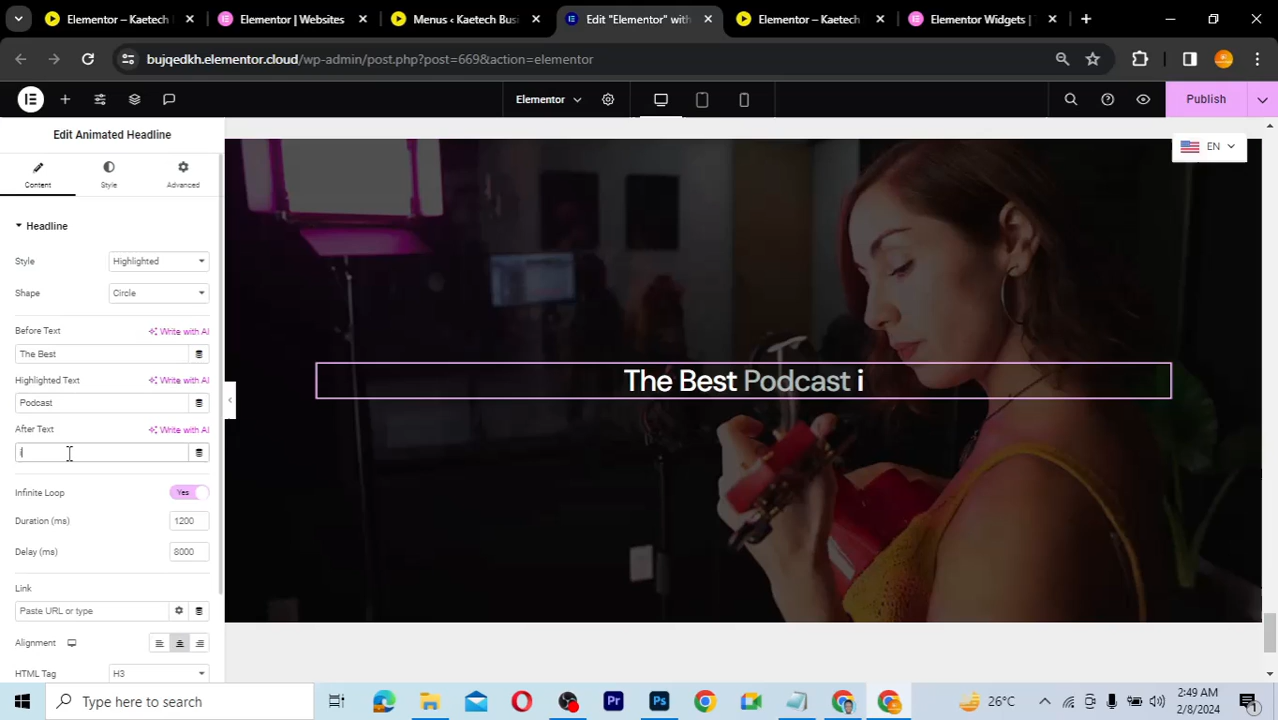 Elementor – Kaetech
Elementor | Websites
Menus < Kaetech Busi
Edit "Elementor" with
Elementor – Kaetech
Elementor Widgets |
bujqedkh.elementor.cloud/wp-admin/post.php?post=669&action=elementor
Elementor
Publish
Edit Animated Headline
EN
Content
Style
Advanced
Headline
Style
Highlighted
Shape
Circle
Before Text
Write with AI
The Best
Highlighted Text
Write with AI
Podcast
The Best Podcast i
After Text
Write with AI
i
Infinite Loop
Yes
Duration (ms)
1200
Delay (ms)
8000
Link
Paste URL or type
Alignment
HTML Tag
H3
Type here to search
Pr
Ps
26°C
2:49 AM
2/8/2024
1